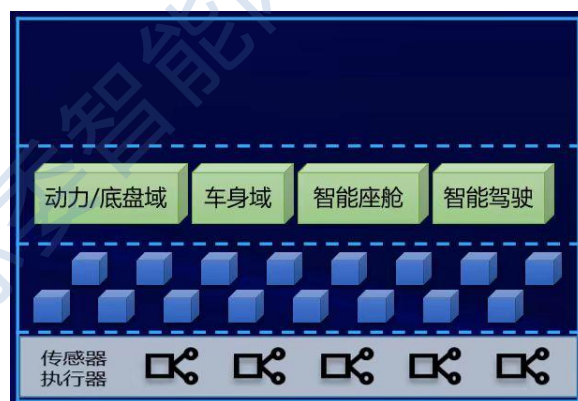 动力/底盘域
车身域
智能座舱
智能驾驶
传感器
执行器